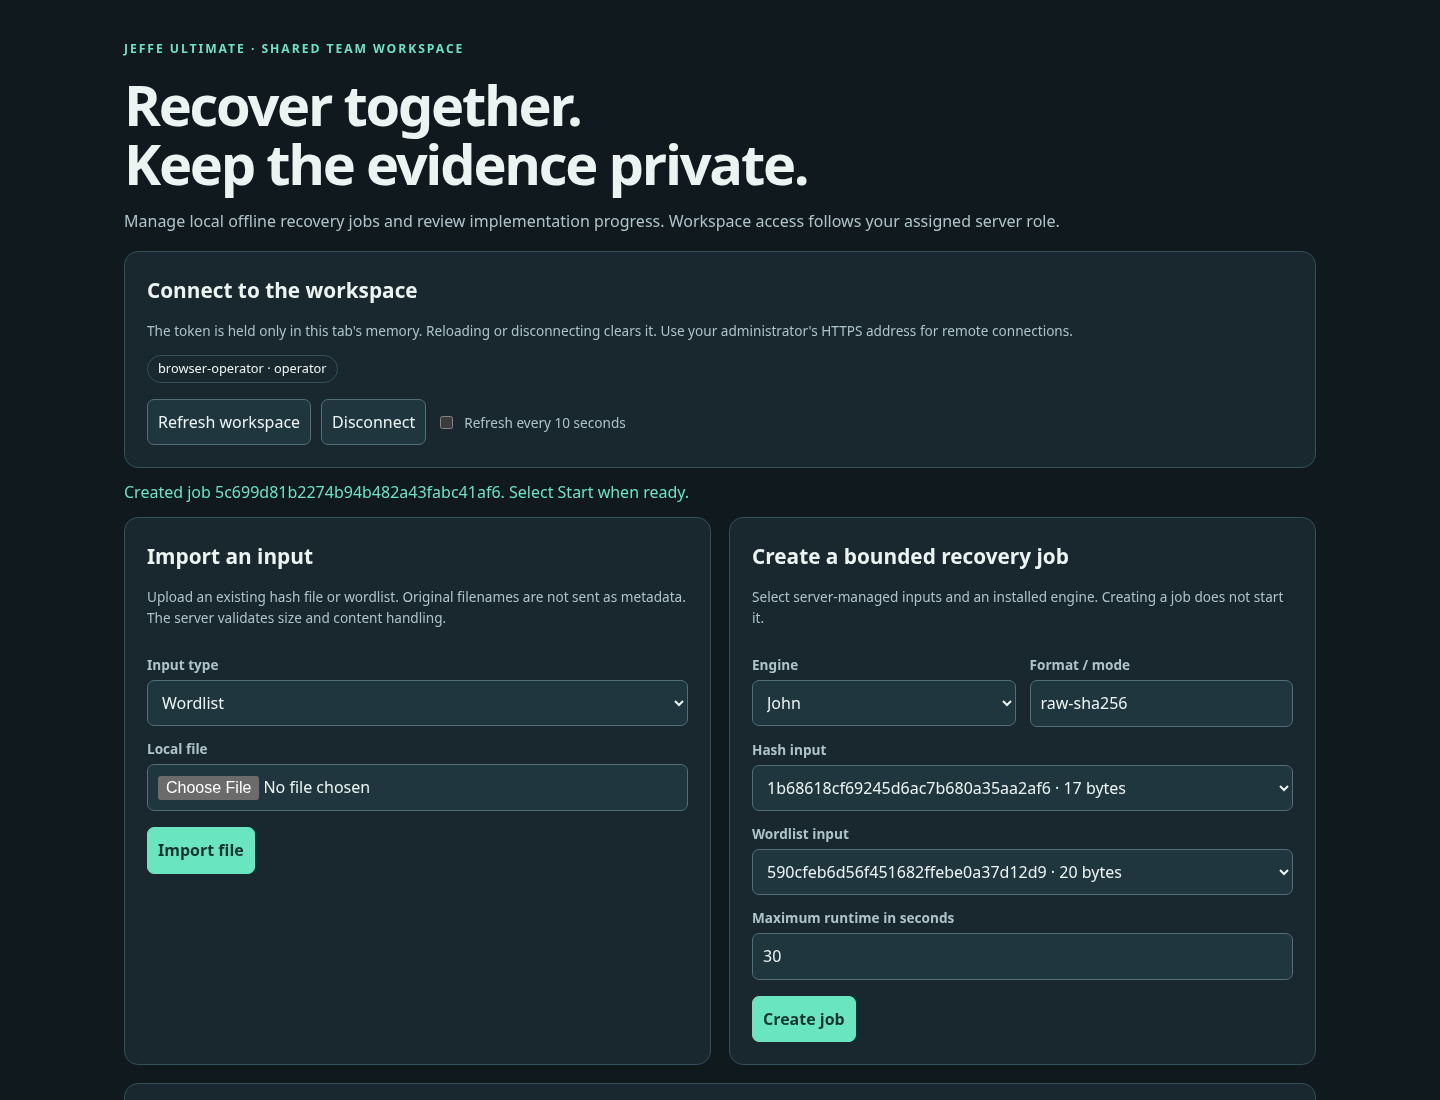 JEFFE ULTIMATE · SHARED TEAM WORKSPACE
Recover together.
Keep the evidence private.
Manage local offline recovery jobs and review implementation progress. Workspace access follows your assigned server role.
Connect to the workspace
The token is held only in this tab's memory. Reloading or disconnecting clears it. Use your administrator's HTTPS address for remote connections.
browser-operator · operator
Refresh workspace
Disconnect
Refresh every 10 seconds
Created job 5c699d81b2274b94b482a43fabc41af6. Select Start when ready.
Import an input
Upload an existing hash file or wordlist. Original filenames are not sent as metadata.
The server validates size and content handling.
Input type
Wordlist
Local file
Choose File No file chosen
Import file
Create a bounded recovery job
Select server-managed inputs and an installed engine. Creating a job does not start
it.
Engine
Format / mode
John
raw-sha256
Hash input
1b68618cf69245d6ac7b680a35aa2af6 · 17 bytes
Wordlist input
590cfeb6d56f451682ffebe0a37d12d9 · 20 bytes
Maximum runtime in seconds
30
Create job